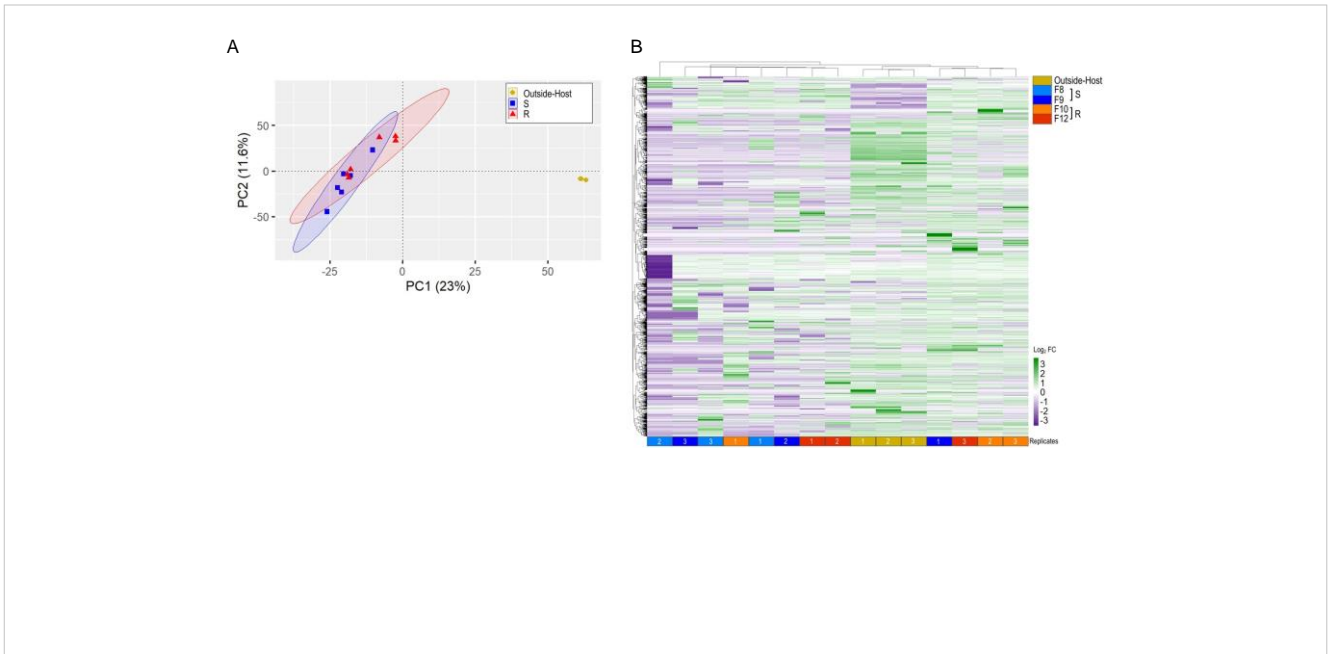 A
B
Outside-Host
S
R
50
0
-50
-25
0
25
50
PC2 (11.6%)
PC1 (23%)
Outside-Host
F8
F9
] S
F10
F12
] R
Log₂ FC
3
2
1
0
-1
-2
-3
2 3 3 1 1 2 1 2 1 2 3 1 3 2 3 Replicates